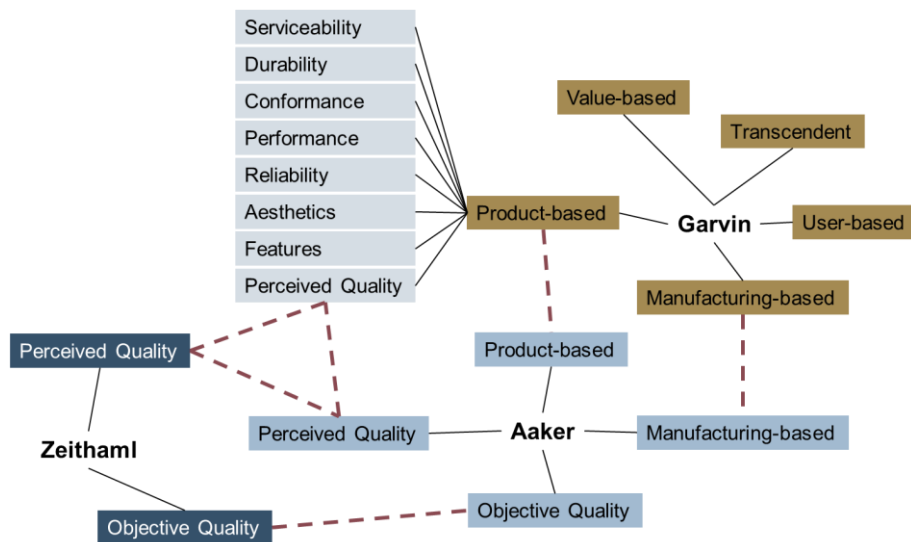 Serviceability
Durability
Conformance
Performance
Reliability
Aesthetics
Features
Perceived Quality
Value-based
Transcendent
Product-based
Garvin
User-based
Manufacturing-based
Perceived Quality
Product-based
Zeithaml
Perceived Quality
Aaker
Manufacturing-based
Objective Quality
Objective Quality